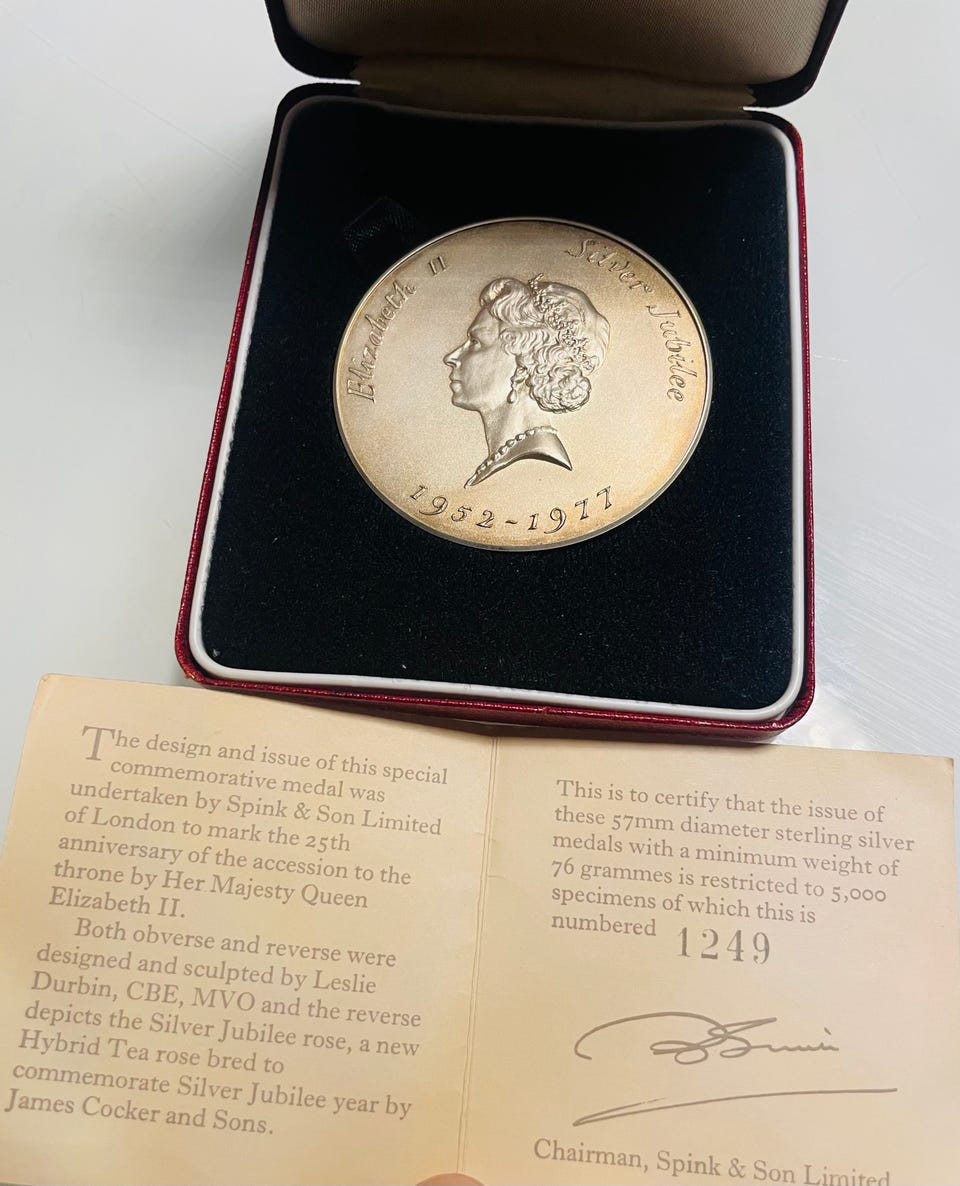 Elizabeth II
Silver Jubilee
1952-1977
The design and issue of this special
commemorative medal was
undertaken by Spink & Son Limited
of London to mark the 25th
anniversary of the accession to the
throne by Her Majesty Queen
Elizabeth II.
Both obverse and reverse were
designed and sculpted by Leslie
Durbin, CBE, MVO and the reverse
depicts the Silver Jubilee rose, a new
Hybrid Tea rose bred to
commemorate Silver Jubilee year by
James Cocker and Sons.
This is to certify that the issue of
these 57mm diameter sterling silver
medals with a minimum weight of
76 grammes is restricted to 5,000
specimens of which this is
numbered 1249
Chairman, Spink & Son Limited